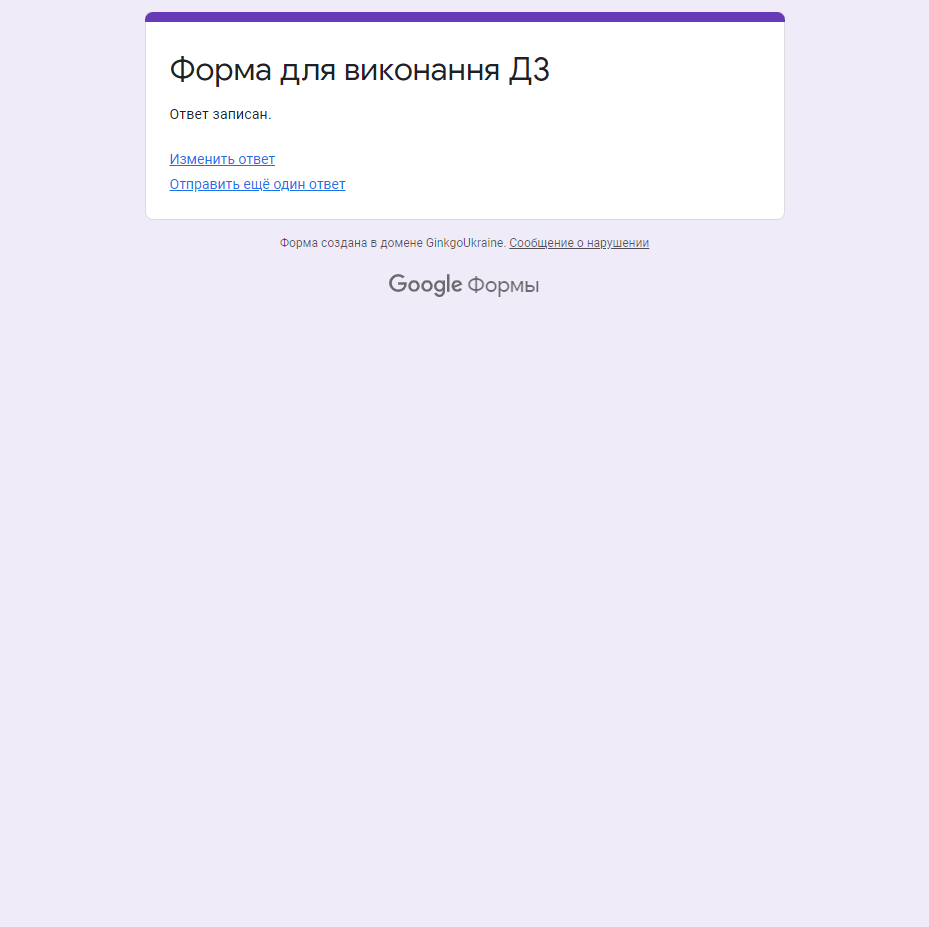 Форма для виконання ДЗ
Ответ записан.
Изменить ответ
Отправить ещё один ответ
Форма создана в домене GinkgoUkraine. Сообщение о нарушении
Google Формы